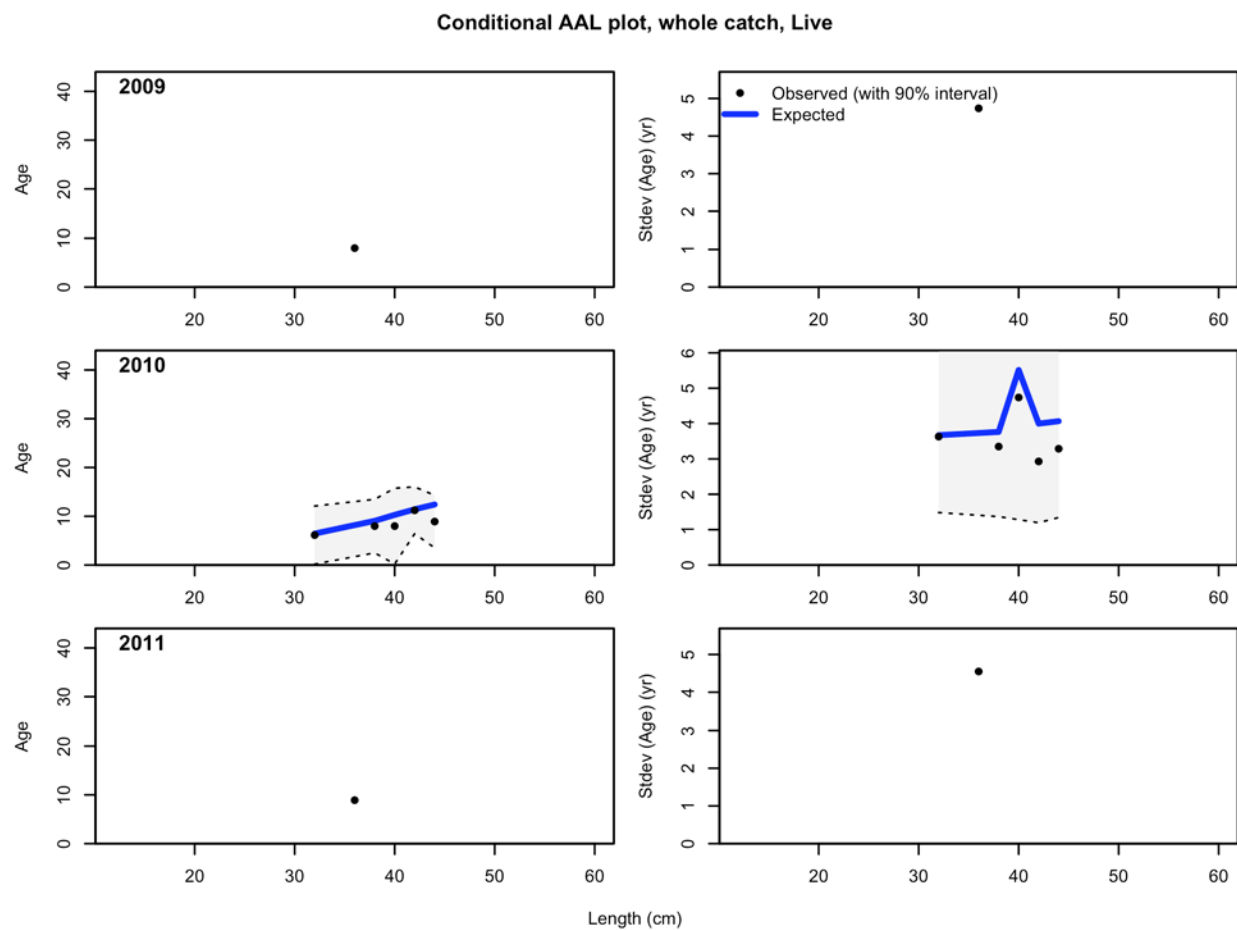 Conditional AAL plot, whole catch, Live
2009
Age
0 10 20 30 40
20 30 40 50 60
Observed (with 90% interval)
Expected
Stdev (Age) (yr)
0 1 2 3 4 5
20 30 40 50 60
2010
Age
0 10 20 30 40
20 30 40 50 60
Stdev (Age) (yr)
0 1 2 3 4 5 6
20 30 40 50 60
2011
Age
0 10 20 30 40
20 30 40 50 60
Stdev (Age) (yr)
0 1 2 3 4 5
20 30 40 50 60
Length (cm)